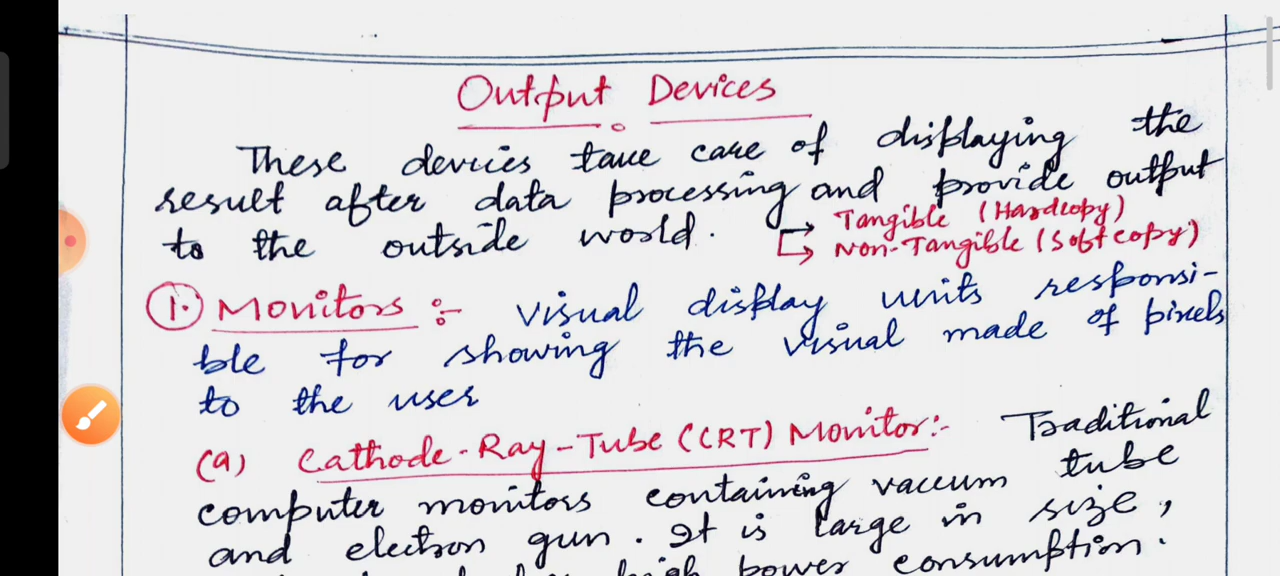 Output Devices
These devices take care of displaying the
result after data processing and provide output
to the outside world. → Tangible (Hardcopy)
→ Non-Tangible (Softcopy)
1. Monitors :- visual display units responsi-
ble for showing the visual made of pixels
to the user
(a) Cathode-Ray-Tube (CRT) Monitor:- Traditional
computer monitors containing vaccum tube
and electron gun. It is large in size,
high power consumption.